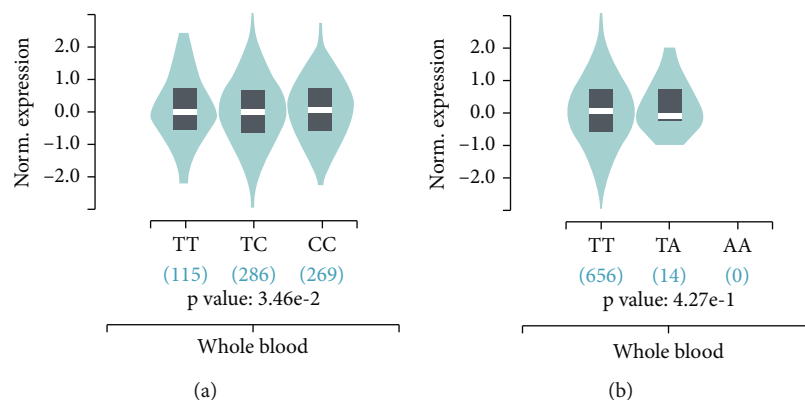 Norm. expression
2.0
1.0
0.0
−1.0
−2.0
TT TC CC
(115) (286) (269)
p value: 3.46e-2
Whole blood
(a)
Norm. expression
2.0
1.0
0.0
−1.0
−2.0
TT TA AA
(656) (14) (0)
p value: 4.27e-1
Whole blood
(b)